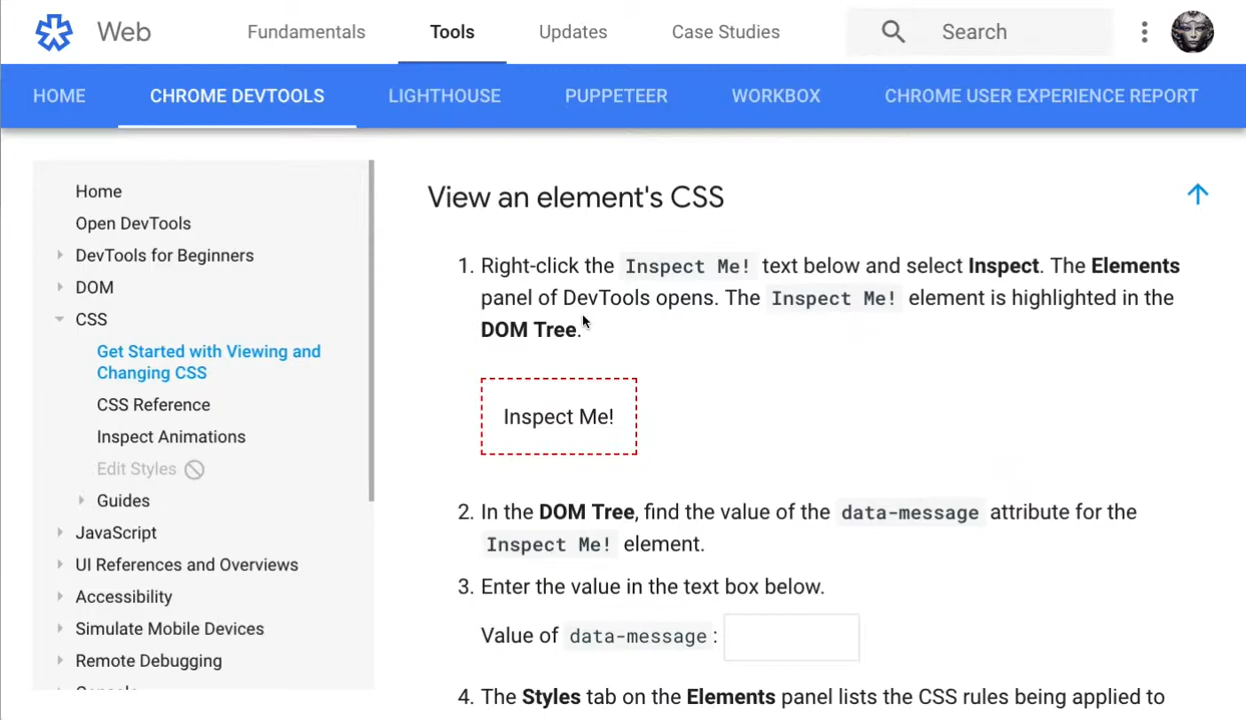 Web
Fundamentals
Tools
Updates
Case Studies
Search
HOME
CHROME DEVTOOLS
LIGHTHOUSE
PUPPETEER
WORKBOX
CHROME USER EXPERIENCE REPORT
Home
Open DevTools
DevTools for Beginners
DOM
CSS
Get Started with Viewing and
Changing CSS
CSS Reference
Inspect Animations
Edit Styles
Guides
JavaScript
UI References and Overviews
Accessibility
Simulate Mobile Devices
Remote Debugging
View an element's CSS
1. Right-click the Inspect Me! text below and select Inspect. The Elements
panel of DevTools opens. The Inspect Me! element is highlighted in the
DOM Tree.
Inspect Me!
2. In the DOM Tree, find the value of the data-message attribute for the
Inspect Me! element.
3. Enter the value in the text box below.
Value of data-message:
4. The Styles tab on the Elements panel lists the CSS rules being applied to